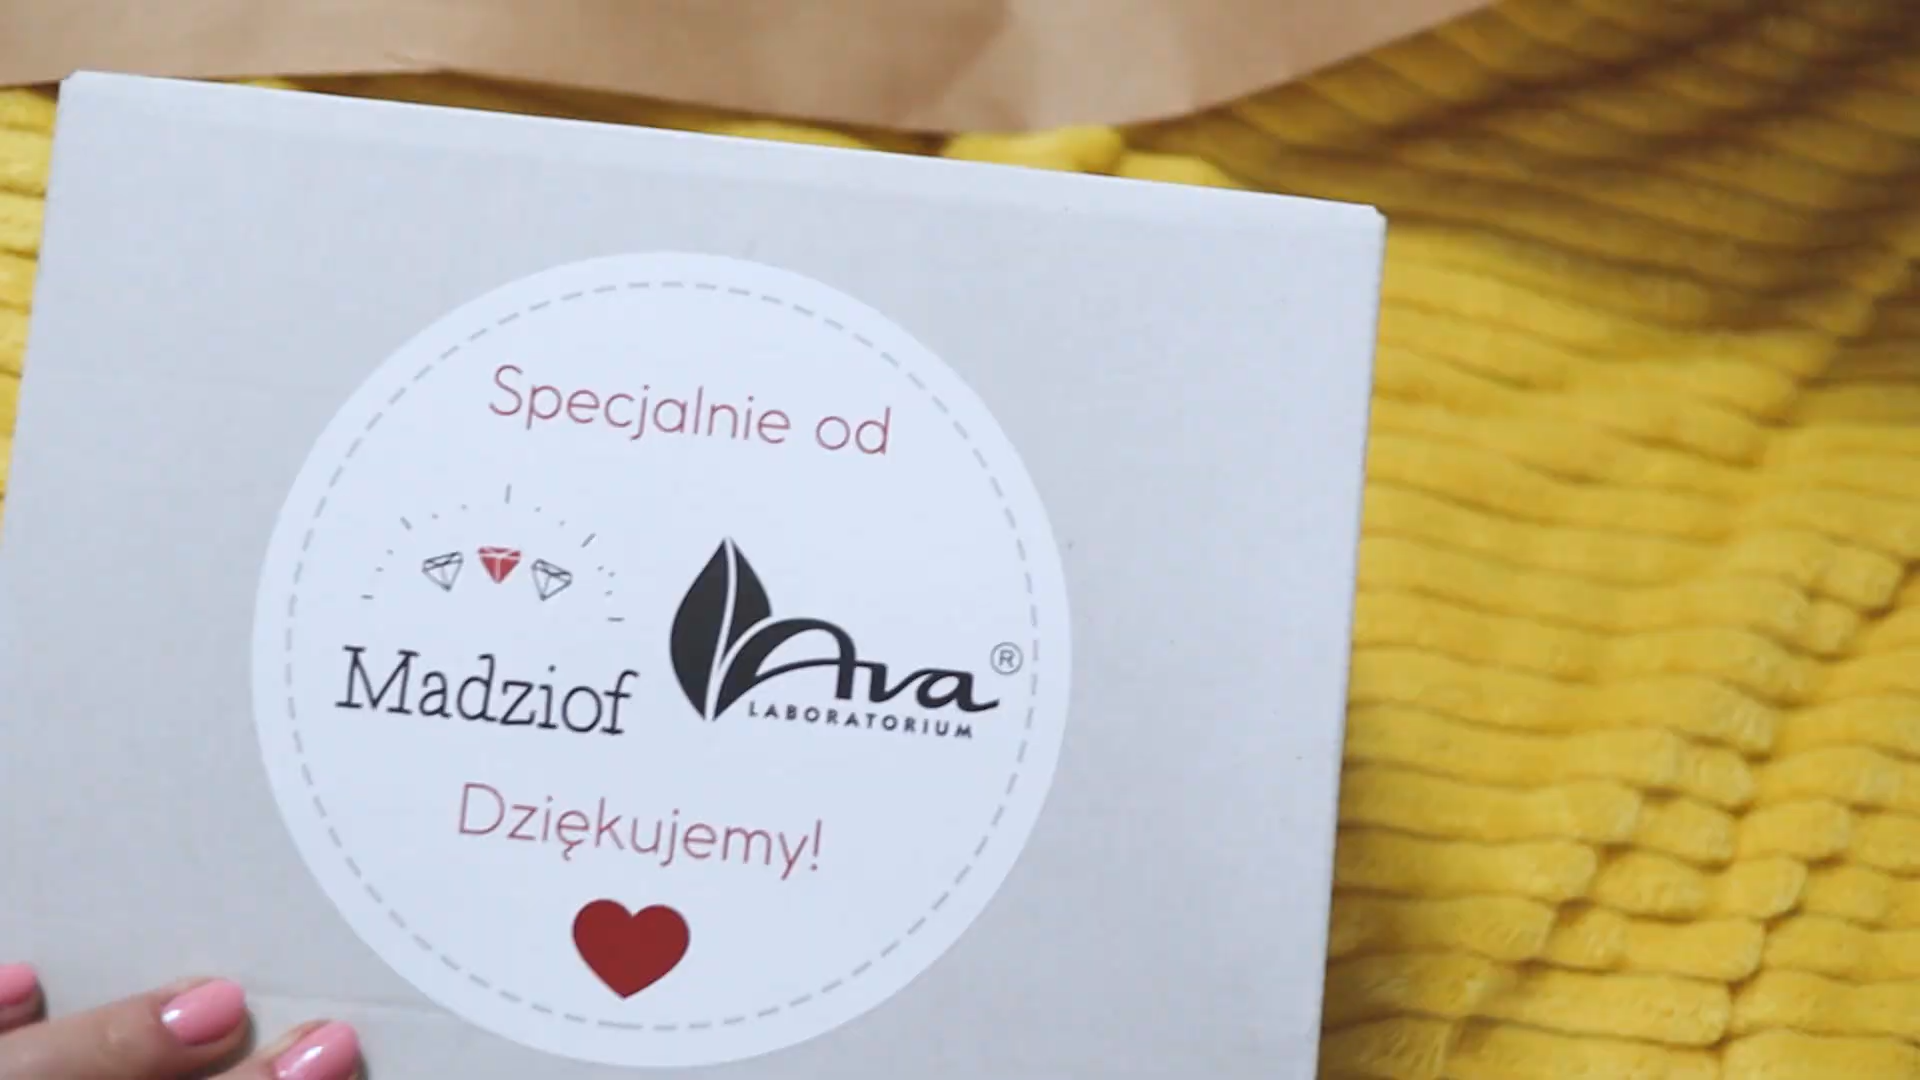 Specjalnie od
Madziof
Ava ®
LABORATORIUM
Dziękujemy!